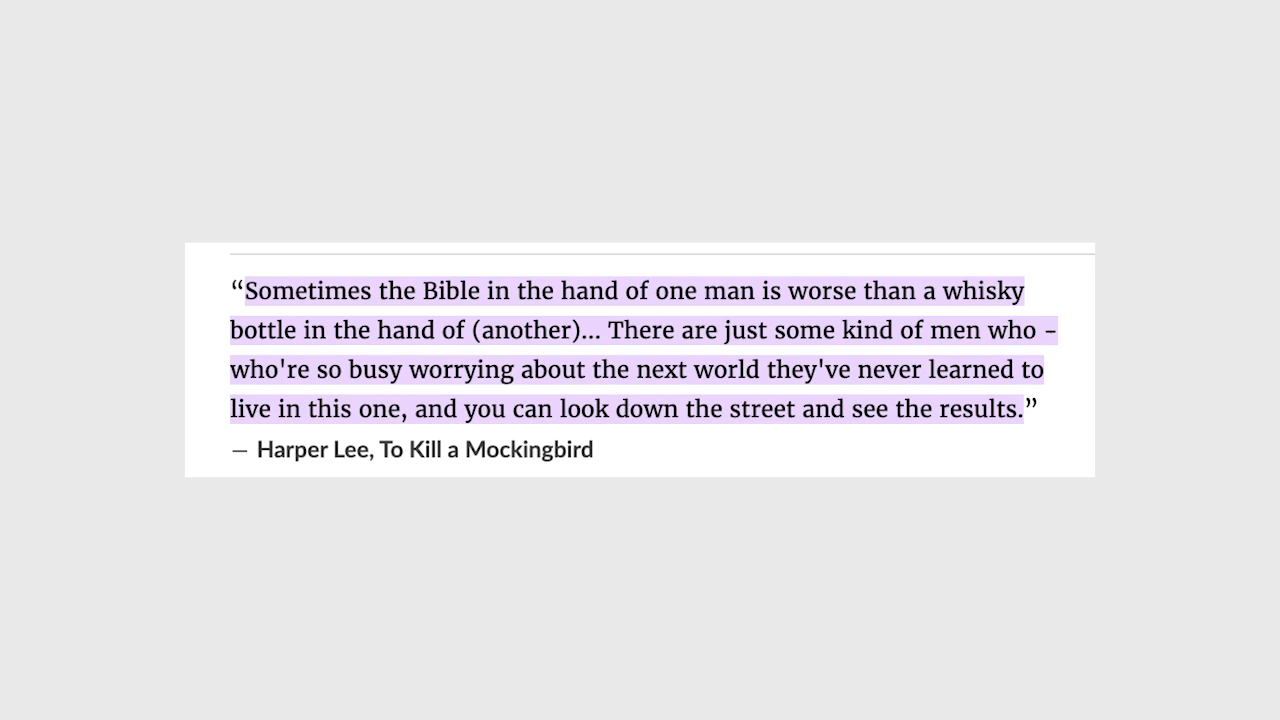 “Sometimes the Bible in the hand of one man is worse than a whisky
bottle in the hand of (another)... There are just some kind of men who -
who're so busy worrying about the next world they've never learned to
live in this one, and you can look down the street and see the results.”
― Harper Lee, To Kill a Mockingbird